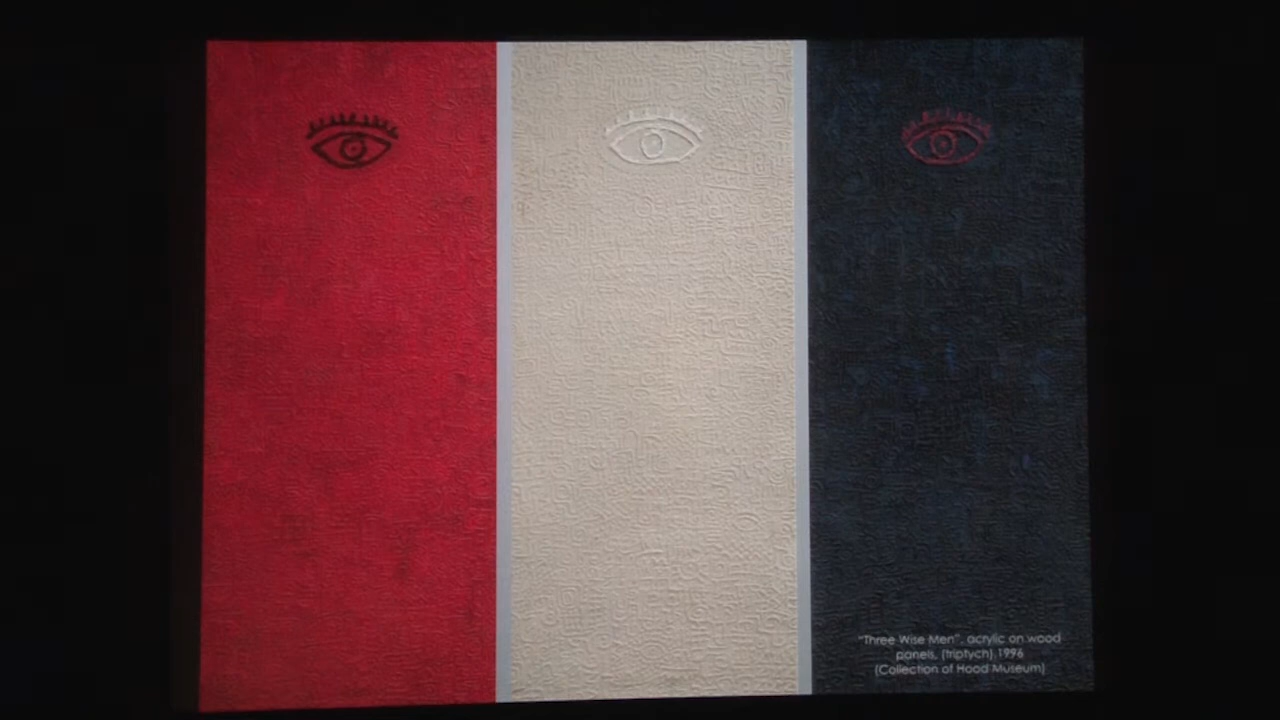 "Three Wise Men", acrylic on wood
panels, (triptych) 1996
(Collection of Hood Museum)